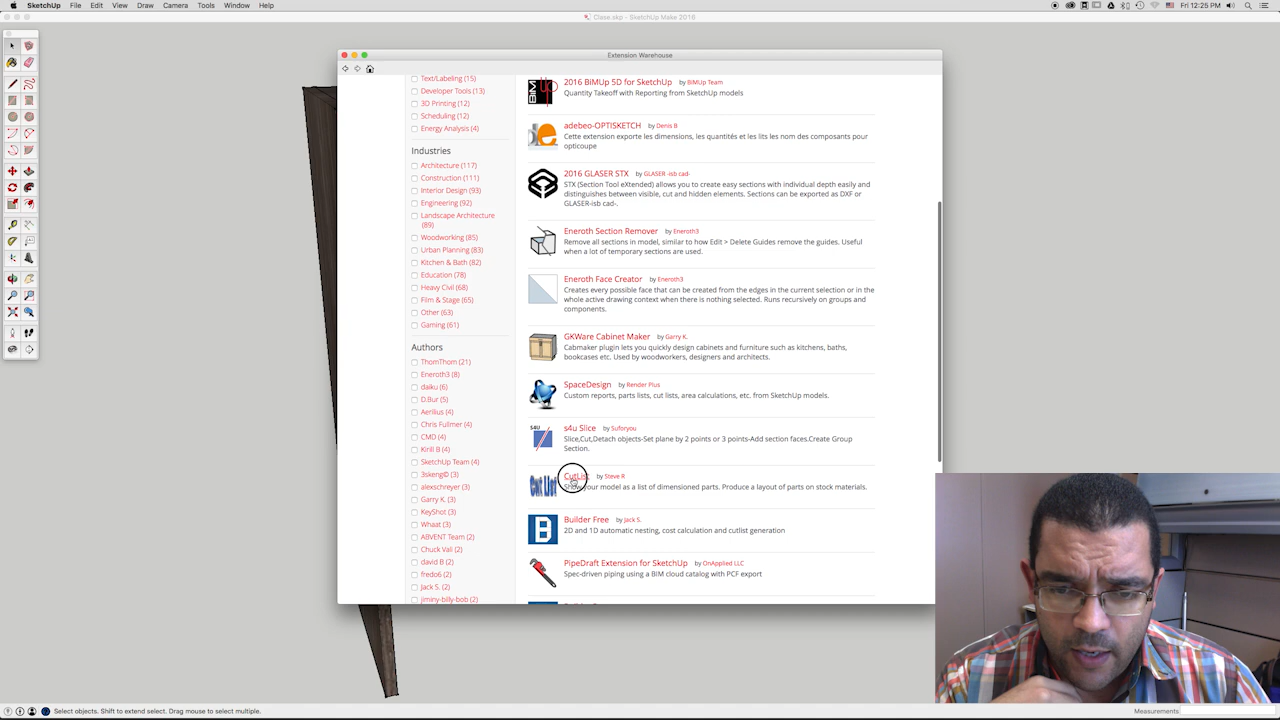 SketchUp File Edit View Draw Camera Tools Window Help
Fri 12:25 PM
Clase.skp - SketchUp Make 2016
Extension Warehouse
Text/Labeling (15)
Developer Tools (13)
3D Printing (12)
Scheduling (12)
Energy Analysis (4)
Industries
Architecture (117)
Construction (111)
Interior Design (93)
Engineering (92)
Landscape Architecture
(89)
Woodworking (85)
Urban Planning (83)
Kitchen & Bath (82)
Education (78)
Heavy Civil (68)
Film & Stage (65)
Other (63)
Gaming (61)
Authors
ThomThom (21)
Eneroth3 (8)
daiku (6)
D.Bur (5)
Aerilius (4)
Chris Fullmer (4)
CMD (4)
Kirill B (4)
SketchUp Team (4)
3skeng© (3)
alexschreyer (3)
Garry K. (3)
KeyShot (3)
Whaat (3)
ABVENT Team (2)
Chuck Vali (2)
david B (2)
fredo6 (2)
Jack S. (2)
jiminy-billy-bob (2)
BIM UP
2016 BiMUp 5D for SketchUp by BiMUp Team
Quantity Takeoff with Reporting from SketchUp models
adebeo-OPTISKETCH by Denis B
Cette extension exporte les dimensions, les quantités et les lits les nom des composants pour
opticoupe
2016 GLASER STX by GLASER -isb cad-
STX (Section Tool eXtended) allows you to create easy sections with individual depth easily and
distinguishes between visible, cut and hidden elements. Sections can be exported as DXF or
GLASER-isb cad-.
Eneroth Section Remover by Eneroth3
Remove all sections in model, similar to how Edit > Delete Guides remove the guides. Useful
when a lot of temporary sections are used.
Eneroth Face Creator by Eneroth3
Creates every possible face that can be created from the edges in the current selection or in the
whole active drawing context when there is nothing selected. Runs recursively on groups and
components.
GKWare Cabinet Maker by Garry K.
Cabmaker plugin lets you quickly design cabinets and furniture such as kitchens, baths,
bookcases etc. Used by woodworkers, designers and architects.
SpaceDesign by Render Plus
Custom reports, parts lists, cut lists, area calculations, etc. from SketchUp models.
S4U
s4u Slice by Suforyou
Slice,Cut,Detach objects-Set plane by 2 points or 3 points-Add section faces.Create Group
Section.
Cut List
CutList by Steve R
Show your model as a list of dimensioned parts. Produce a layout of parts on stock materials.
B
Builder Free by Jack S.
2D and 1D automatic nesting, cost calculation and cutlist generation
PipeDraft Extension for SketchUp by OnApplied LLC
Spec-driven piping using a BIM cloud catalog with PCF export
Select objects. Shift to extend select. Drag mouse to select multiple.
Measurements